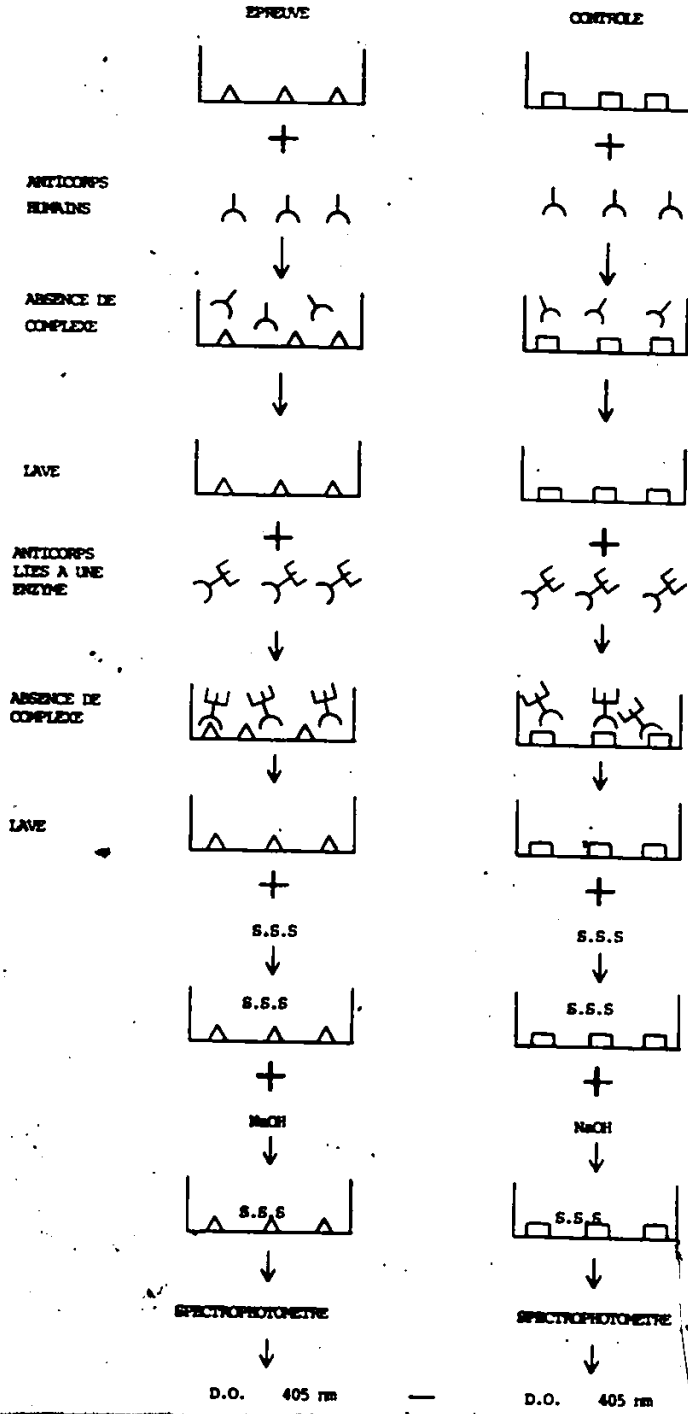 EPREUVE
CONTROLE
ANTICORPS
HUMAINS
ABSENCE DE
COMPLEXE
LAVE
ANTICORPS
LIES A UNE
ENZYME
ABSENCE DE
COMPLEXE
LAVE
S.S.S
S.S.S
S.S.S
S.S.S
NaOH
NaOH
S.S.S
S.S.S
SPECTROPHOTOMETRE
SPECTROPHOTOMETRE
D.O. 405 nm — D.O. 405 nm